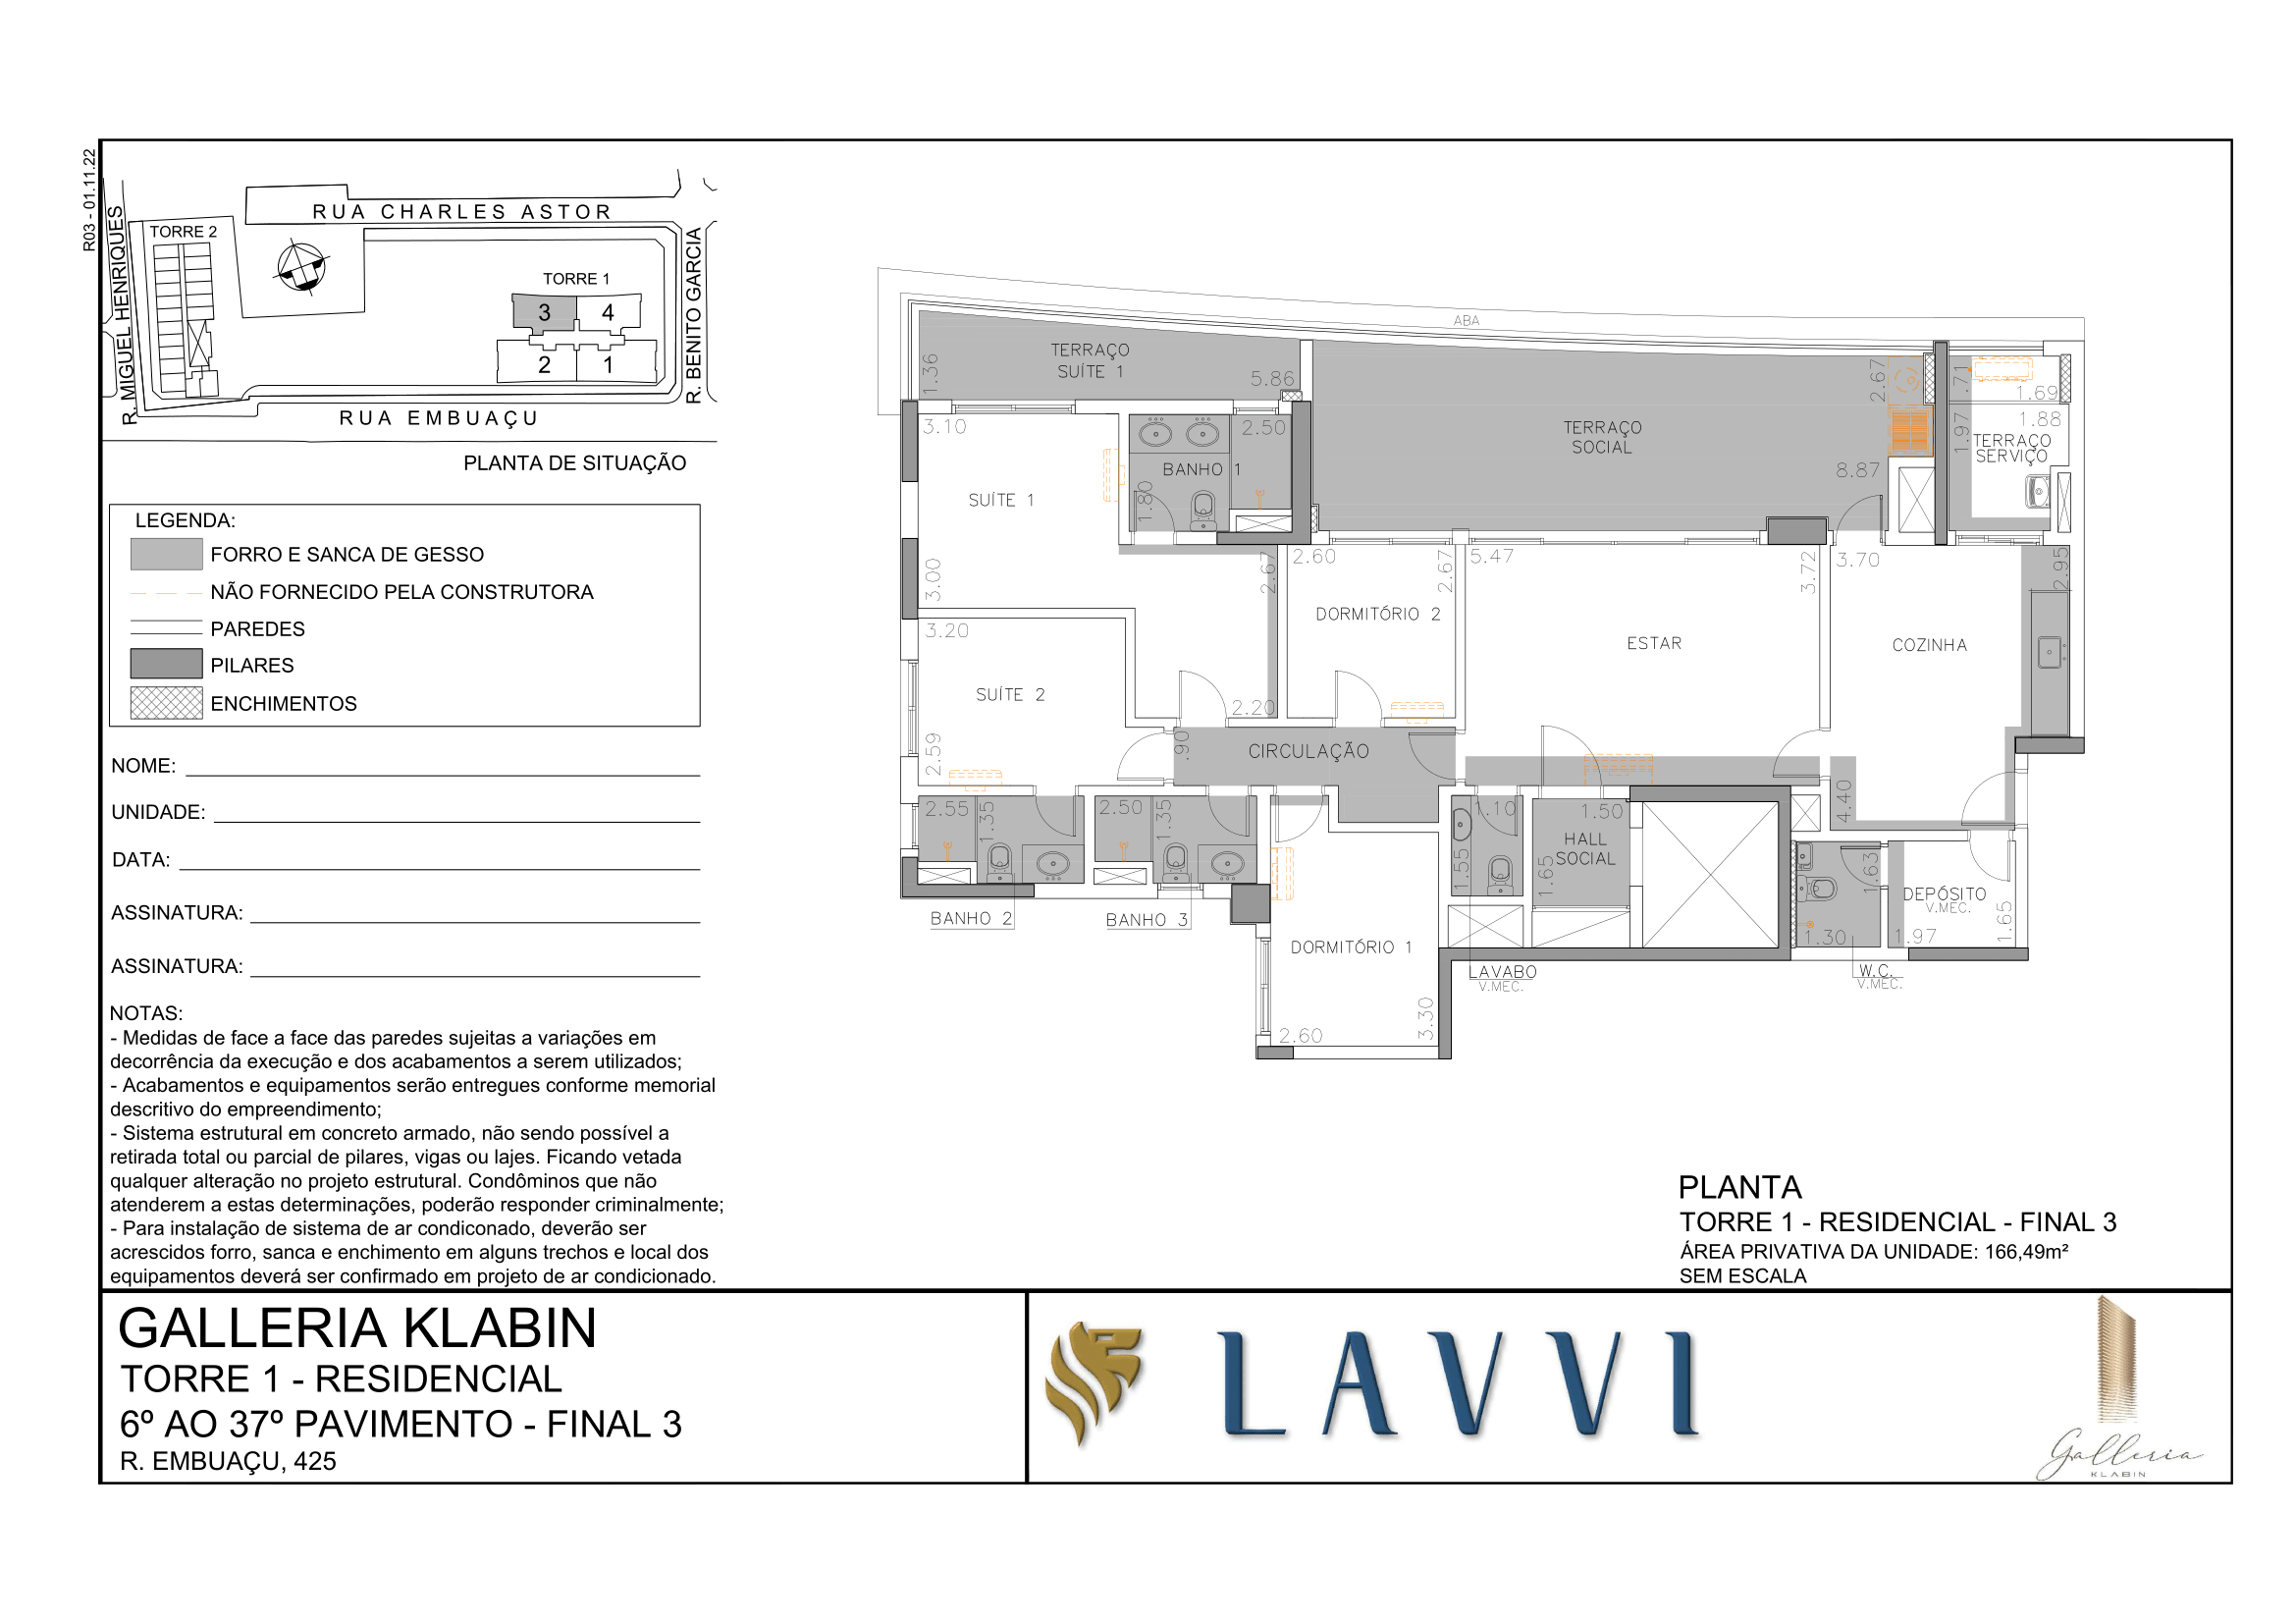 R03 - 01.11.22
RUA CHARLES ASTOR
R. MIGUEL HENRIQUES
TORRE 2
TORRE 1
3
4
2
1
R. BENITO GARCIA
RUA EMBUAÇU
PLANTA DE SITUAÇÃO
LEGENDA:
FORRO E SANCA DE GESSO
NÃO FORNECIDO PELA CONSTRUTORA
PAREDES
PILARES
ENCHIMENTOS
NOME:
UNIDADE:
DATA:
ASSINATURA:
ASSINATURA:
NOTAS:
- Medidas de face a face das paredes sujeitas a variações em
decorrência da execução e dos acabamentos a serem utilizados;
- Acabamentos e equipamentos serão entregues conforme memorial
descritivo do empreendimento;
- Sistema estrutural em concreto armado, não sendo possível a
retirada total ou parcial de pilares, vigas ou lajes. Ficando vetada
qualquer alteração no projeto estrutural. Condôminos que não
atenderem a estas determinações, poderão responder criminalmente;
- Para instalação de sistema de ar condiconado, deverão ser
acrescidos forro, sanca e enchimento em alguns trechos e local dos
equipamentos deverá ser confirmado em projeto de ar condicionado.
ABA
TERRAÇO
SUÍTE 1
1.36
5.86
TERRAÇO
SOCIAL
2.67
8.87
.71
1.69
1.88
1.97
TERRAÇO
SERVIÇO
3.10
SUÍTE 1
3.00
2.67
2.20
2.50
BANHO 1
1.80
2.60
2.67
DORMITÓRIO 2
5.47
3.72
ESTAR
3.70
2.95
COZINHA
4.40
3.20
SUÍTE 2
2.59
.90
CIRCULAÇÃO
2.55
1.35
BANHO 2
2.50
1.35
BANHO 3
DORMITÓRIO 1
2.60
3.30
1.10
1.55
LAVABO
V.MEC.
1.50
HALL
SOCIAL
1.65
1.63
1.30
W.C.
V.MEC.
DEPÓSITO
V.MEC.
1.97
1.65
PLANTA
TORRE 1 - RESIDENCIAL - FINAL 3
ÁREA PRIVATIVA DA UNIDADE: 166,49m²
SEM ESCALA
GALLERIA KLABIN
TORRE 1 - RESIDENCIAL
6º AO 37º PAVIMENTO - FINAL 3
R. EMBUAÇU, 425
LAVVI
Galleria
KLABIN